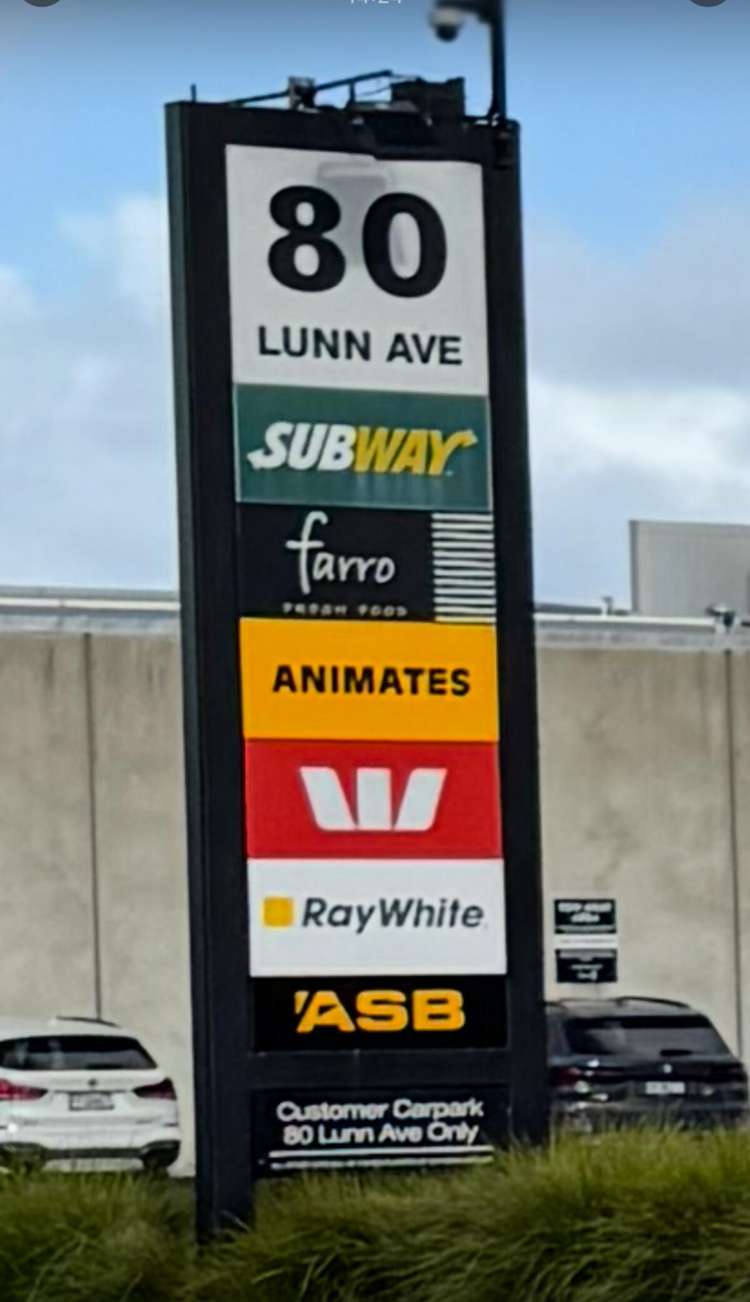 80
LUNN AVE
SUBWAY
farro
FRESH FOOD
ANIMATES
RayWhite
ASB
Customer Carpark
80 Lunn Ave Only